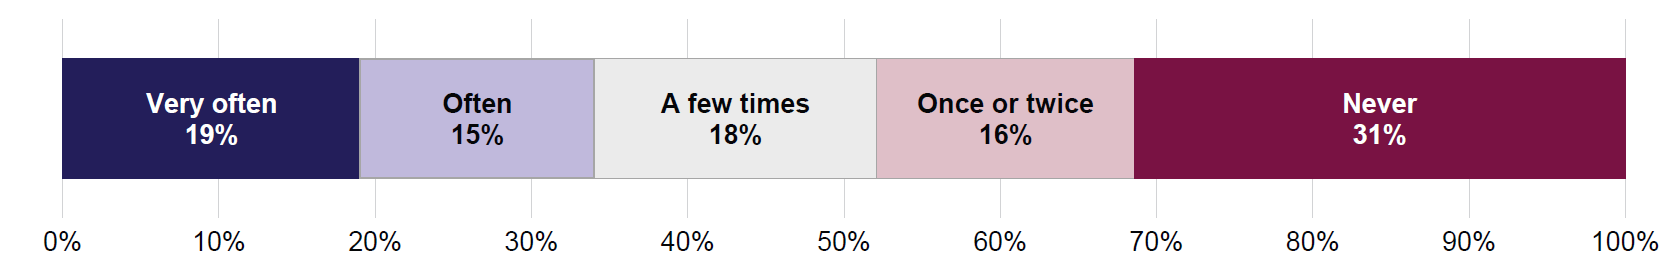 Very often
19%
Often
15%
A few times
18%
Once or twice
16%
Never
31%
0% 10% 20% 30% 40% 50% 60% 70% 80% 90% 100%